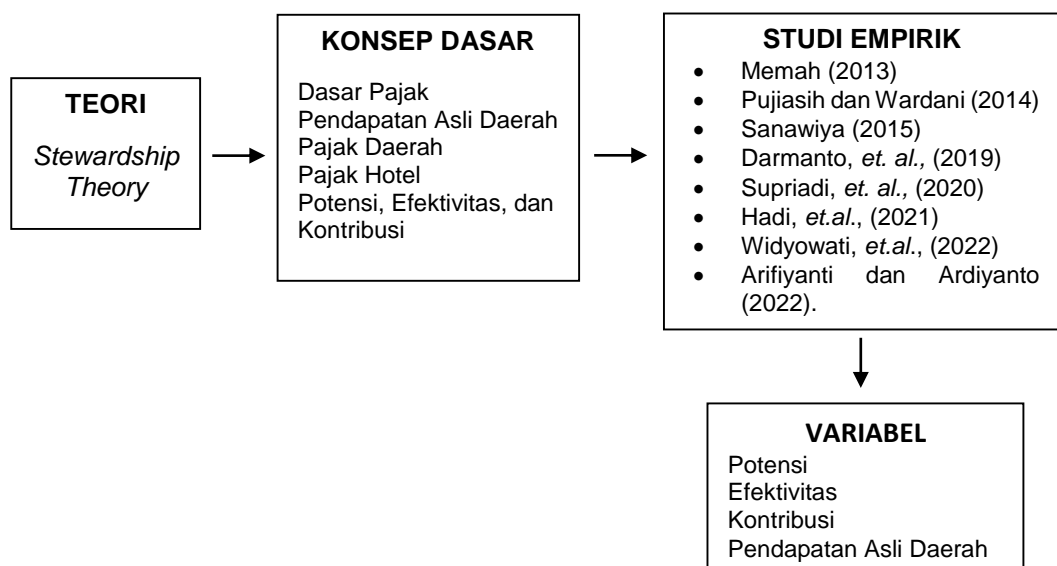 TEORI
Stewardship
Theory
KONSEP DASAR
Dasar Pajak
Pendapatan Asli Daerah
Pajak Daerah
Pajak Hotel
Potensi, Efektivitas, dan
Kontribusi
STUDI EMPIRIK
• Memah (2013)
• Pujiasih dan Wardani (2014)
• Sanawiya (2015)
• Darmanto, et. al., (2019)
• Supriadi, et. al., (2020)
• Hadi, et.al., (2021)
• Widyowati, et.al., (2022)
• Arifiyanti dan Ardiyanto
(2022).
VARIABEL
Potensi
Efektivitas
Kontribusi
Pendapatan Asli Daerah